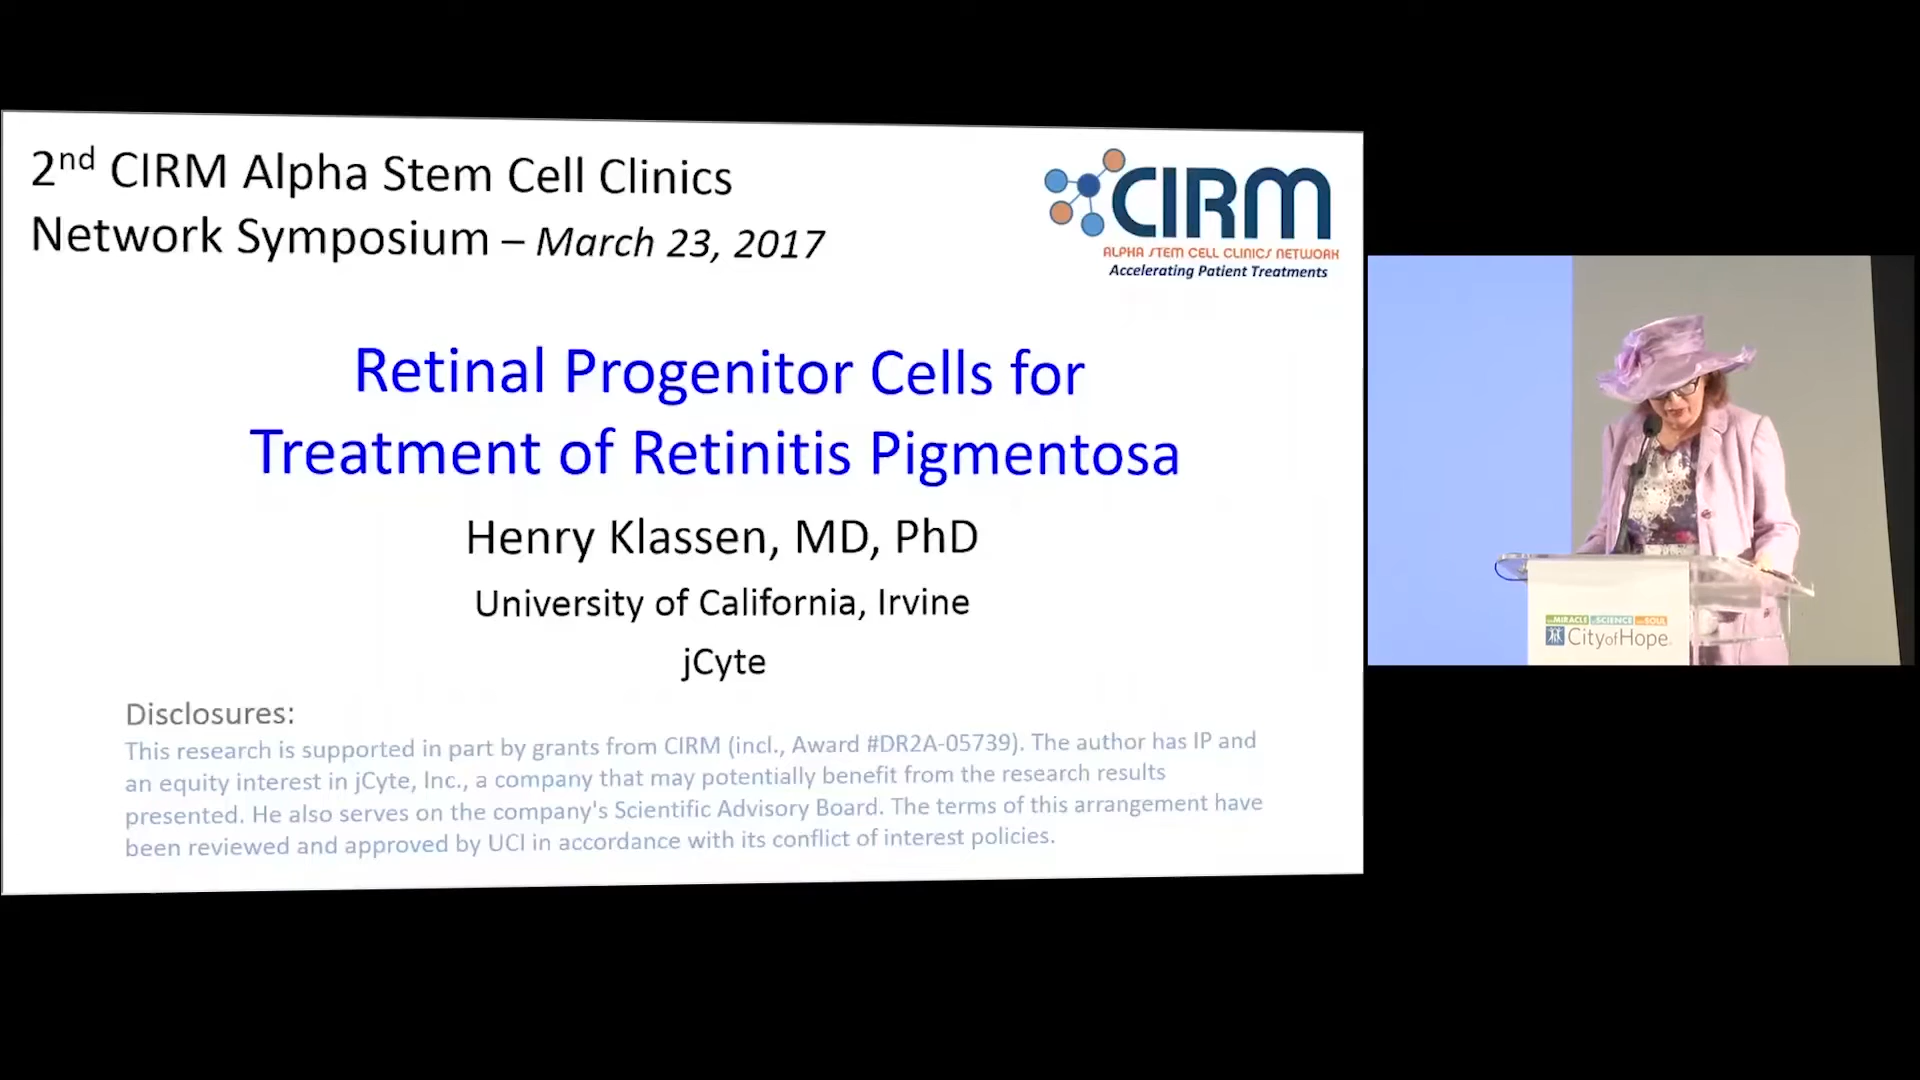 2nd CIRM Alpha Stem Cell Clinics
Network Symposium – March 23, 2017
CIRM
ALPHA STEM CELL CLINICS NETWORK
Accelerating Patient Treatments
Retinal Progenitor Cells for
Treatment of Retinitis Pigmentosa
Henry Klassen, MD, PhD
University of California, Irvine
jCyte
Disclosures:
This research is supported in part by grants from CIRM (incl., Award #DR2A-05739). The author has IP and
an equity interest in jCyte, Inc., a company that may potentially benefit from the research results
presented. He also serves on the company's Scientific Advisory Board. The terms of this arrangement have
been reviewed and approved by UCI in accordance with its conflict of interest policies.
MIRACLE SCIENCE SOUL
CityofHope